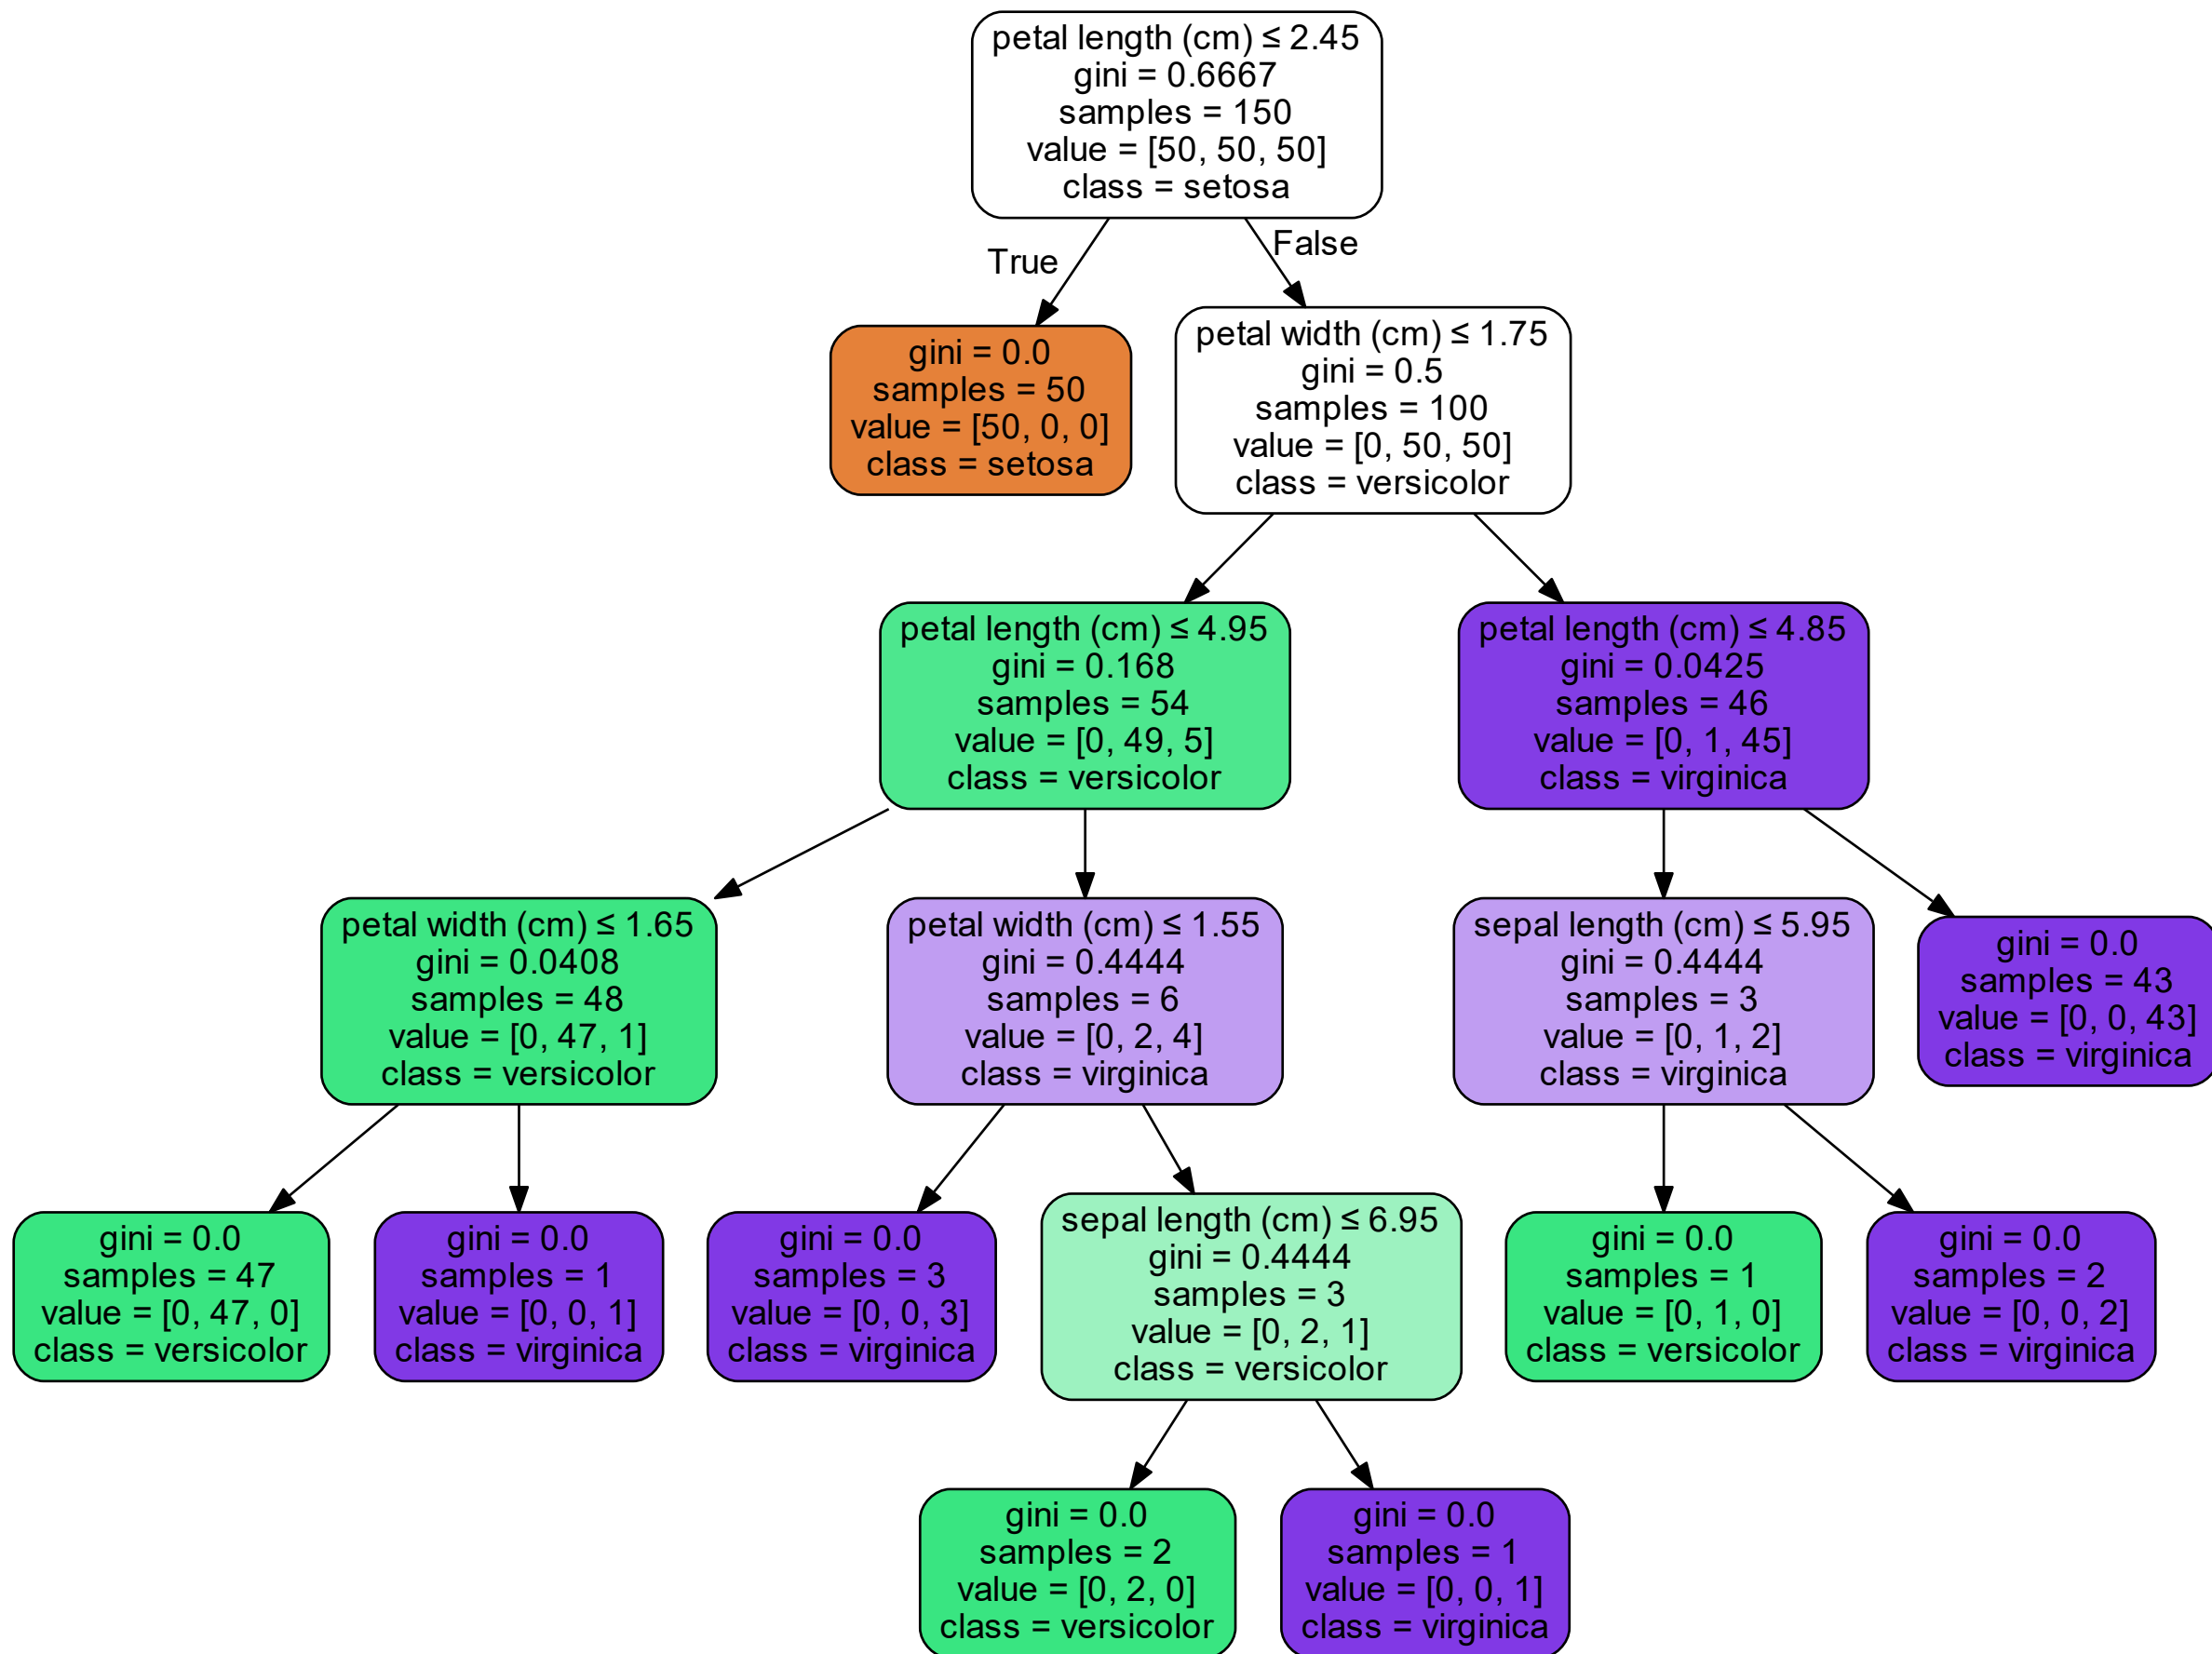 petal length (cm) ≤ 2.45
gini = 0.6667
samples = 150
value = [50, 50, 50]
class = setosa
True
False
gini = 0.0
samples = 50
value = [50, 0, 0]
class = setosa
petal width (cm) ≤ 1.75
gini = 0.5
samples = 100
value = [0, 50, 50]
class = versicolor
petal length (cm) ≤ 4.95
gini = 0.168
samples = 54
value = [0, 49, 5]
class = versicolor
petal length (cm) ≤ 4.85
gini = 0.0425
samples = 46
value = [0, 1, 45]
class = virginica
petal width (cm) ≤ 1.65
gini = 0.0408
samples = 48
value = [0, 47, 1]
class = versicolor
petal width (cm) ≤ 1.55
gini = 0.4444
samples = 6
value = [0, 2, 4]
class = virginica
sepal length (cm) ≤ 5.95
gini = 0.4444
samples = 3
value = [0, 1, 2]
class = virginica
gini = 0.0
samples = 43
value = [0, 0, 43]
class = virginica
gini = 0.0
samples = 47
value = [0, 47, 0]
class = versicolor
gini = 0.0
samples = 1
value = [0, 0, 1]
class = virginica
gini = 0.0
samples = 3
value = [0, 0, 3]
class = virginica
sepal length (cm) ≤ 6.95
gini = 0.4444
samples = 3
value = [0, 2, 1]
class = versicolor
gini = 0.0
samples = 1
value = [0, 1, 0]
class = versicolor
gini = 0.0
samples = 2
value = [0, 0, 2]
class = virginica
gini = 0.0
samples = 2
value = [0, 2, 0]
class = versicolor
gini = 0.0
samples = 1
value = [0, 0, 1]
class = virginica